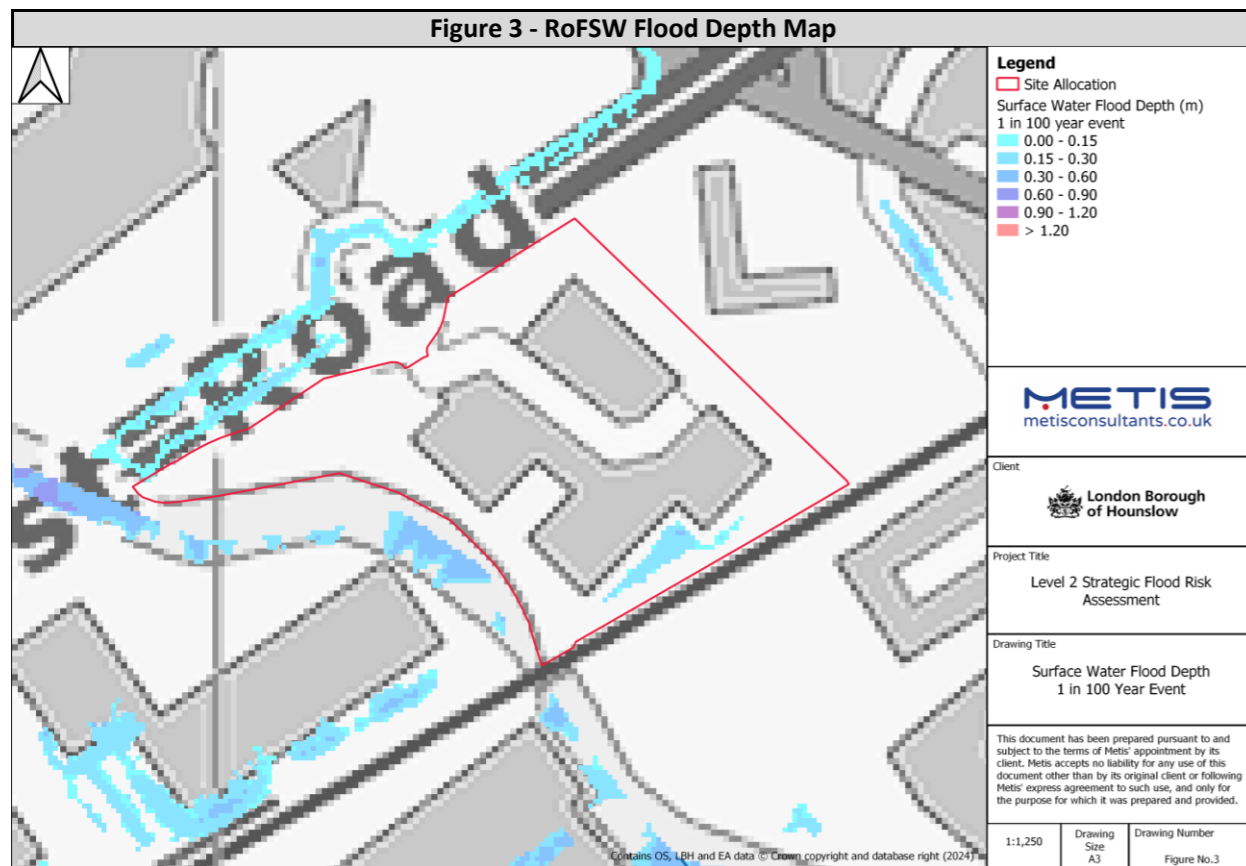 Figure 3 - RoFSW Flood Depth Map
Road
Legend
Site Allocation
Surface Water Flood Depth (m)
1 in 100 year event
0.00 - 0.15
0.15 - 0.30
0.30 - 0.60
0.60 - 0.90
0.90 - 1.20
> 1.20
METIS
metisconsultants.co.uk
Client
London Borough
of Hounslow
Project Title
Level 2 Strategic Flood Risk
Assessment
Drawing Title
Surface Water Flood Depth
1 in 100 Year Event
This document has been prepared pursuant to and
subject to the terms of Metis' appointment by its
client. Metis accepts no liability for any use of this
document other than by its original client or following
Metis' express agreement to such use, and only for
the purpose for which it was prepared and provided.
1:1,250
Drawing
Size
A3
Drawing Number
Figure No.3
Contains OS, LBH and EA data © Crown copyright and database right (2024)